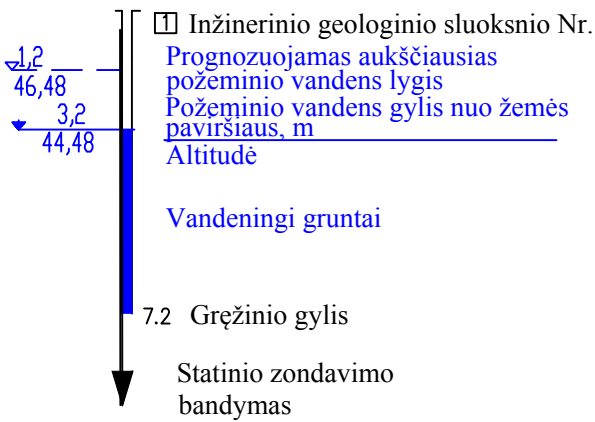 1 Inžinerinio geologinio sluoksnio Nr.
1,2
46,48
Prognozuojamas aukščiausias
požeminio vandens lygis
3,2
44,48
Požeminio vandens gylis nuo žemės
paviršiaus, m
Altitudė
Vandeningi gruntai
7.2 Gręžinio gylis
Statinio zondavimo
bandymas